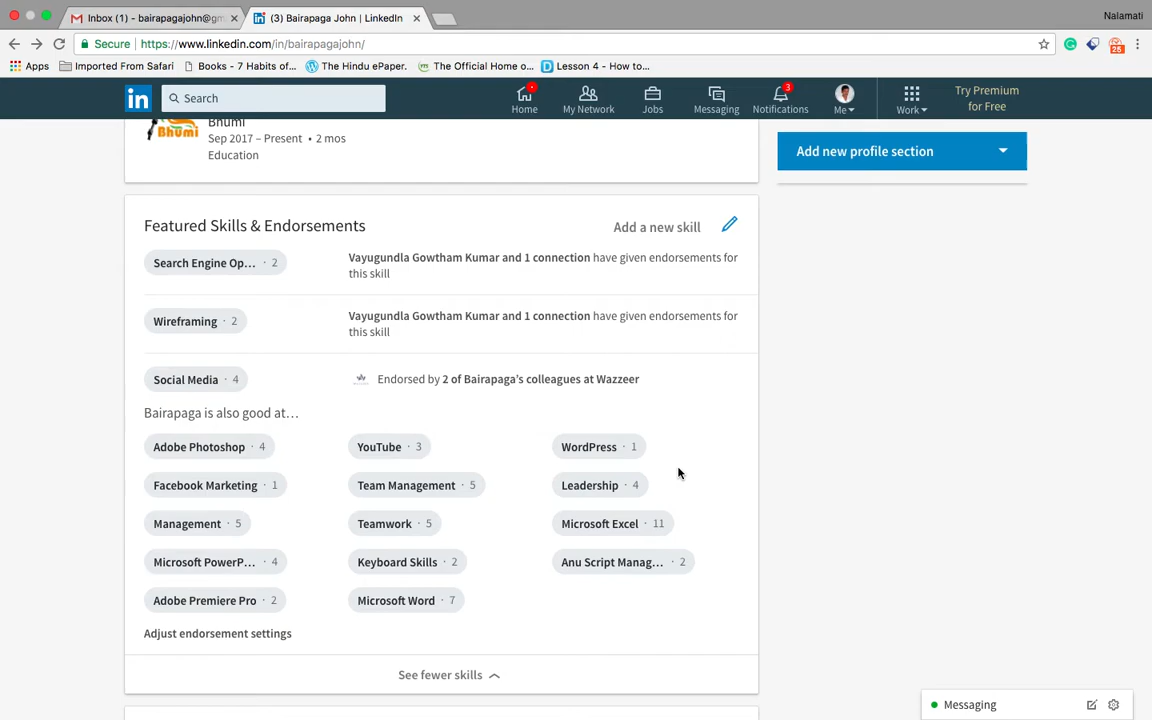 Inbox (1) - bairapagajohn@gm
(3) Bairapaga John | LinkedIn
Nalamati
Secure
https://www.linkedin.com/in/bairapagajohn/
25
Apps
Imported From Safari
Books - 7 Habits of...
The Hindu ePaper.
The Official Home o...
Lesson 4 - How to...
in
Search
Home
My Network
Jobs
Messaging
3
Notifications
Me
Work
Try Premium
for Free
Bhumi
Bhumi
Sep 2017 – Present • 2 mos
Education
Add new profile section
Featured Skills & Endorsements
Add a new skill
Search Engine Op... · 2
Vayugundla Gowtham Kumar and 1 connection have given endorsements for
this skill
Wireframing · 2
Vayugundla Gowtham Kumar and 1 connection have given endorsements for
this skill
Social Media · 4
Endorsed by 2 of Bairapaga's colleagues at Wazzeer
Bairapaga is also good at…
Adobe Photoshop · 4
YouTube · 3
WordPress · 1
Facebook Marketing · 1
Team Management · 5
Leadership · 4
Management · 5
Teamwork · 5
Microsoft Excel · 11
Microsoft PowerP... · 4
Keyboard Skills · 2
Anu Script Manag... · 2
Adobe Premiere Pro · 2
Microsoft Word · 7
Adjust endorsement settings
See fewer skills
Messaging